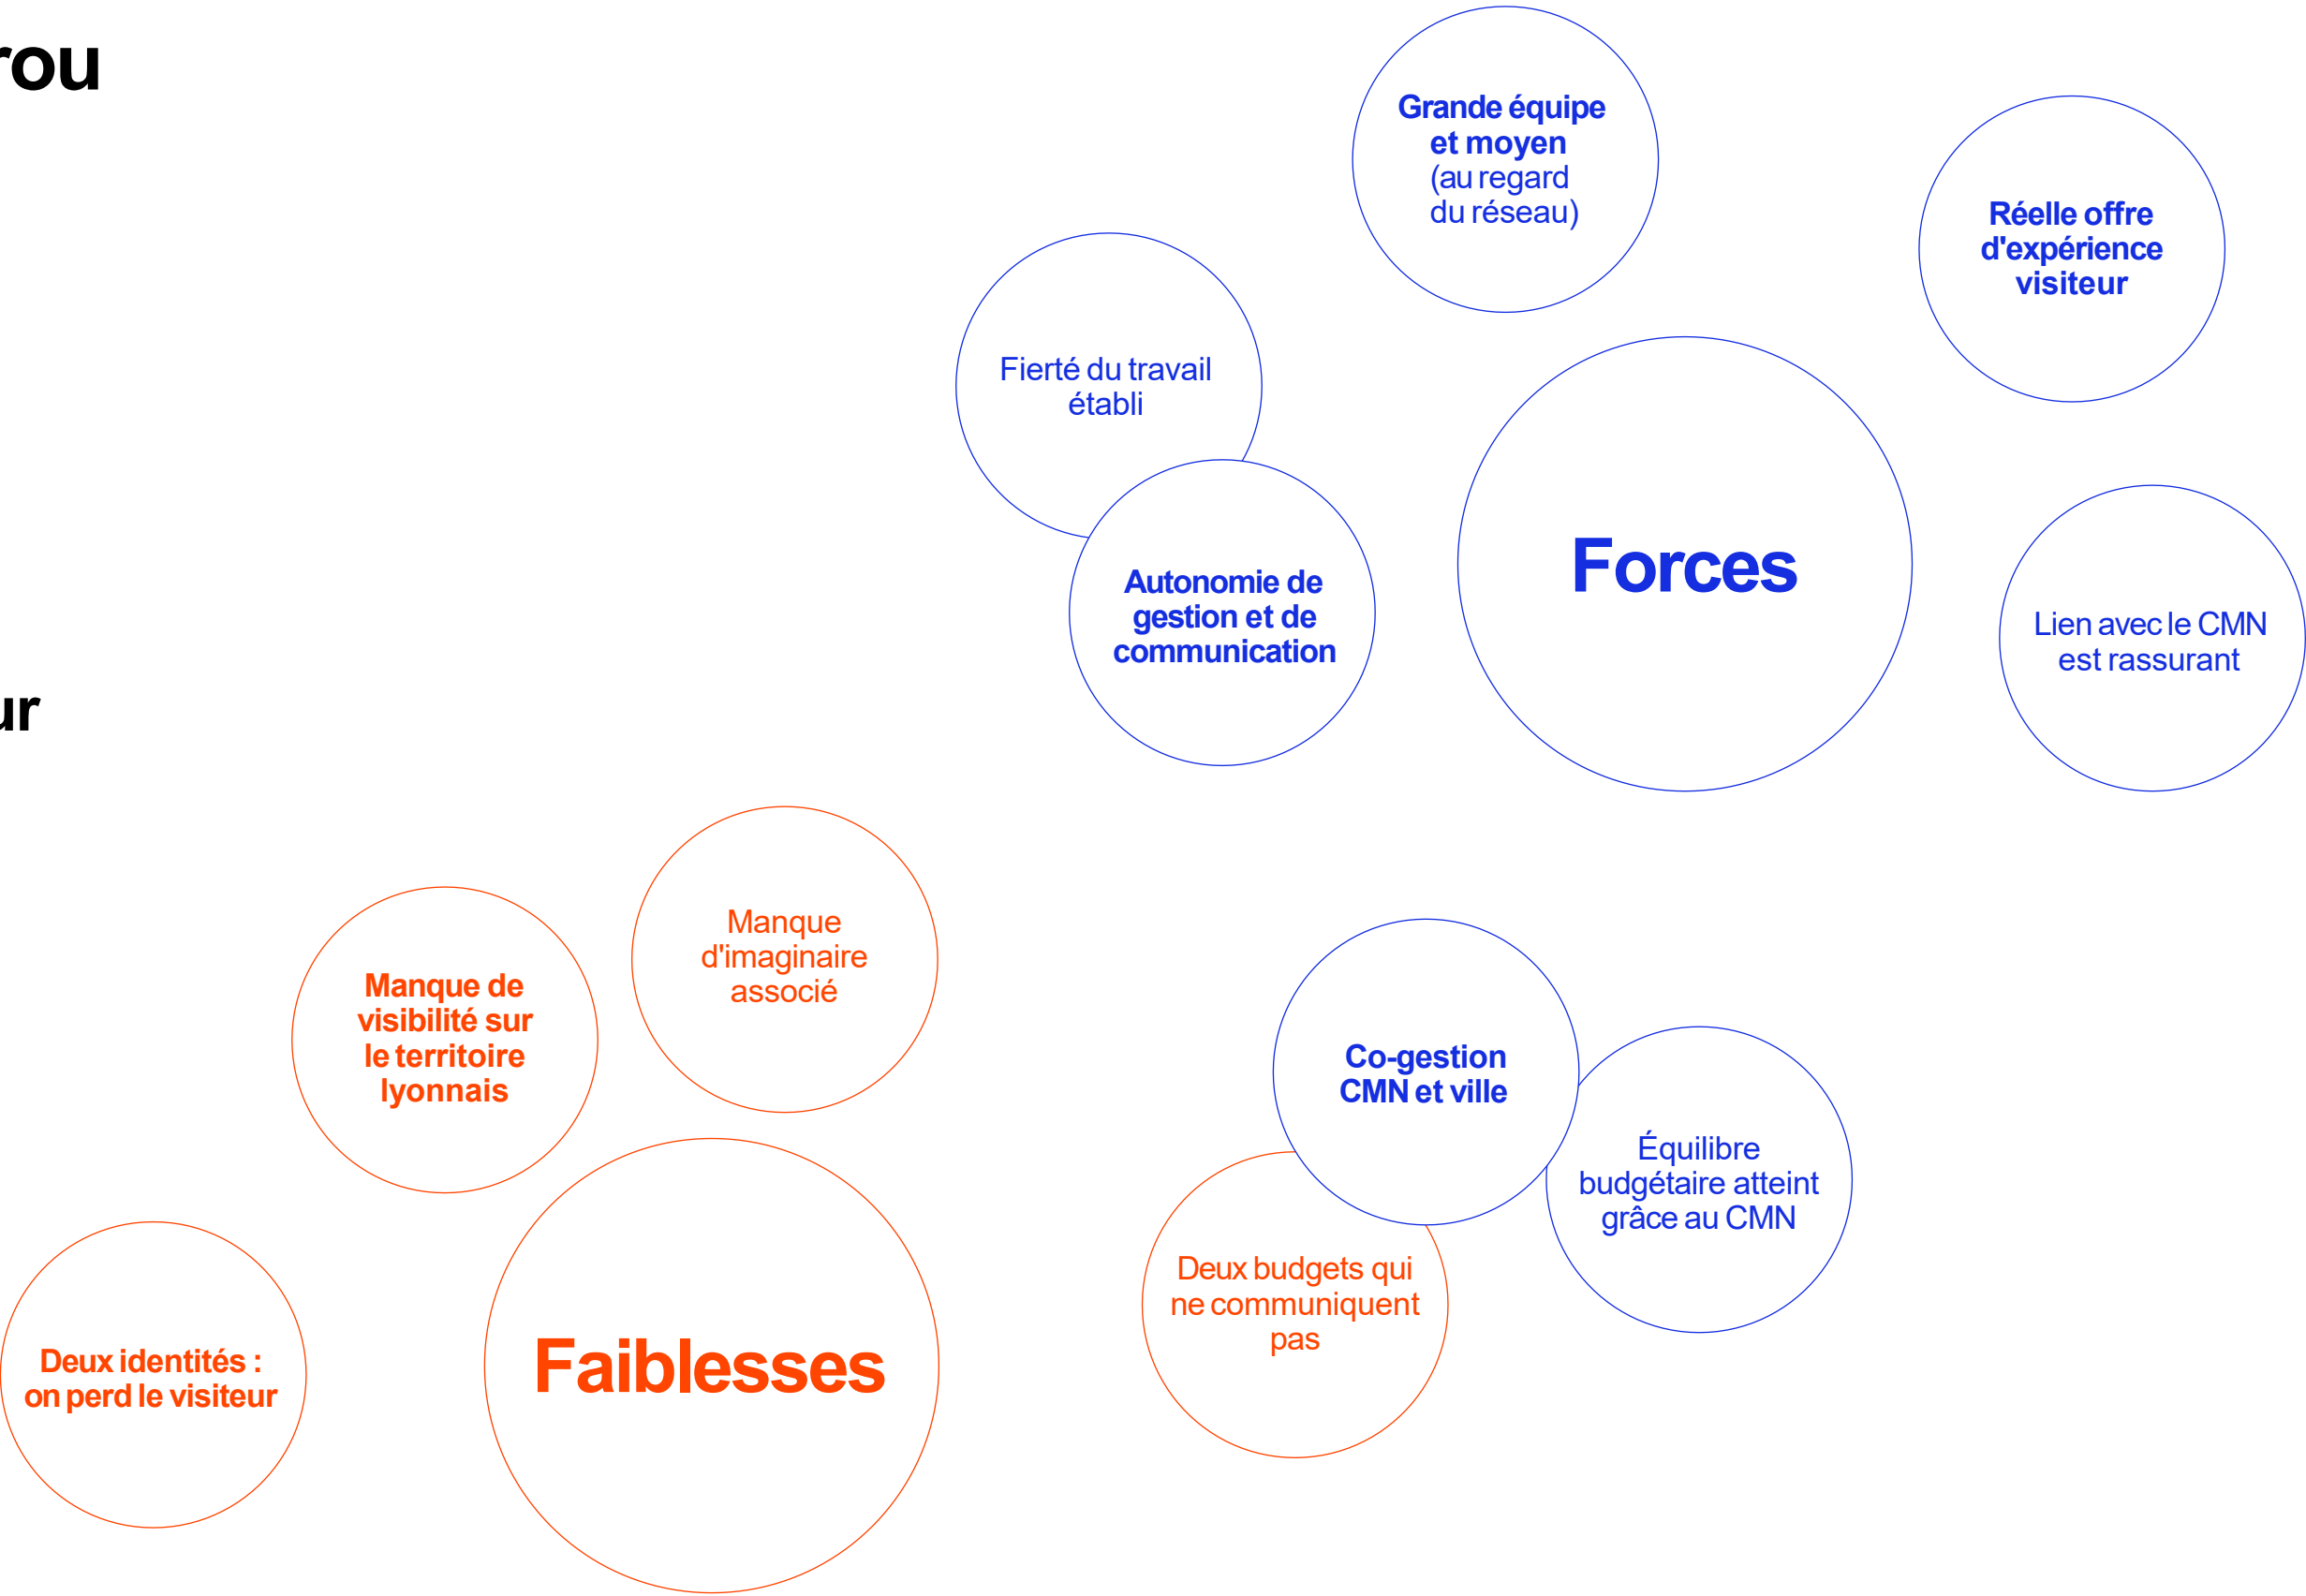 rou
Grande équipe
et moyen
(au regard
du réseau)
Réelle offre
d'expérience
visiteur
Fierté du travail
établi
Autonomie de
gestion et de
communication
Forces
Lien avec le CMN
est rassurant
ur
Manque
d'imaginaire
associé
Manque de
visibilité sur
le territoire
lyonnais
Co-gestion
CMN et ville
Équilibre
budgétaire atteint
grâce au CMN
Deux budgets qui
ne communiquent
pas
Deux identités :
on perd le visiteur
Faiblesses